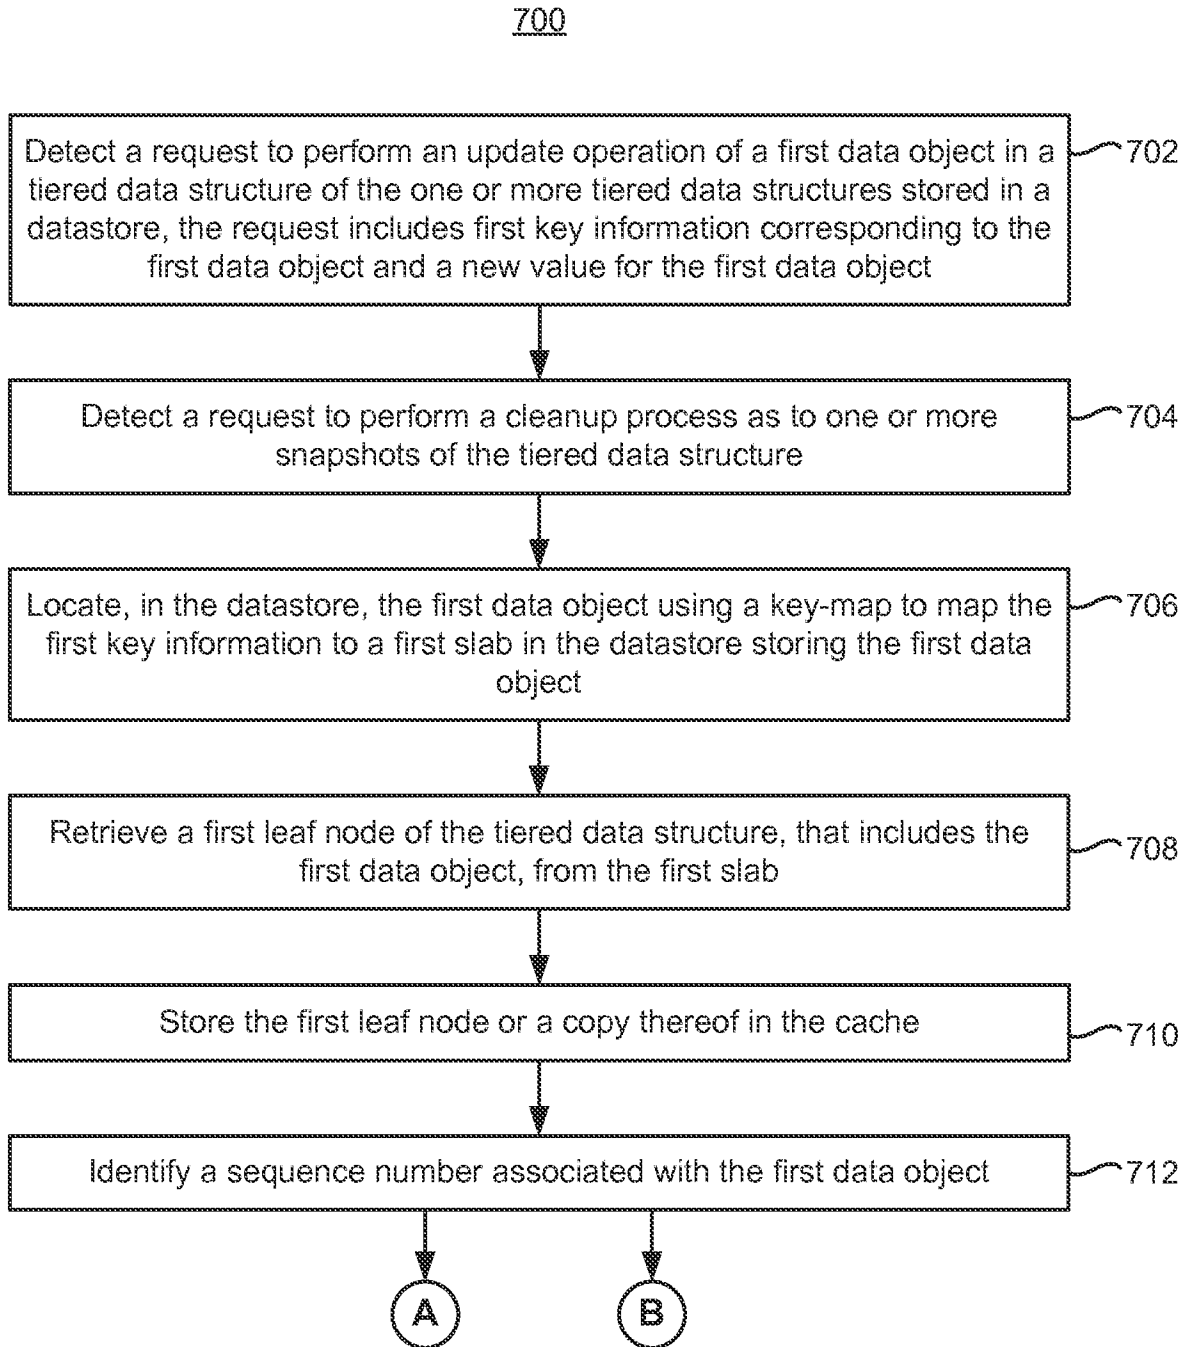 700
Detect a request to perform an update operation of a first data object in a
tiered data structure of the one or more tiered data structures stored in a
datastore, the request includes first key information corresponding to the
first data object and a new value for the first data object
702
Detect a request to perform a cleanup process as to one or more
snapshots of the tiered data structure
704
Locate, in the datastore, the first data object using a key-map to map the
first key information to a first slab in the datastore storing the first data
object
706
Retrieve a first leaf node of the tiered data structure, that includes the
first data object, from the first slab
708
Store the first leaf node or a copy thereof in the cache
710
Identify a sequence number associated with the first data object
712
A
B